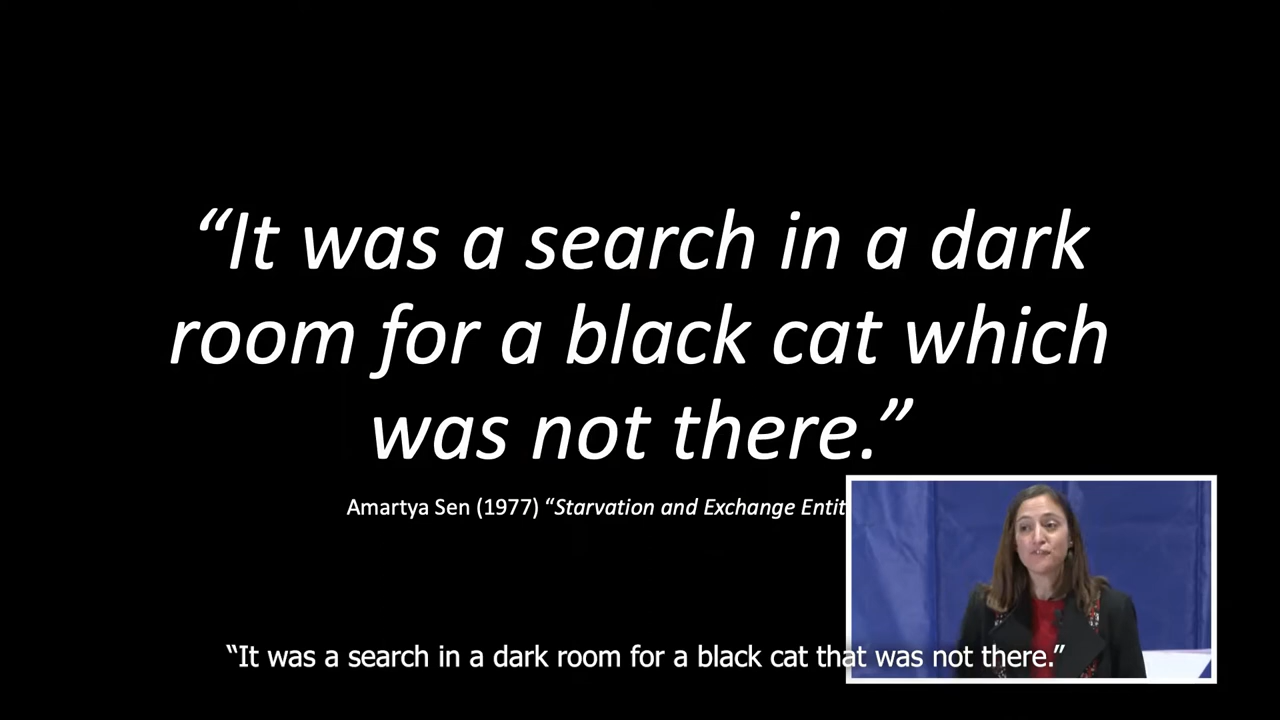 “It was a search in a dark
room for a black cat which
was not there.”
Amartya Sen (1977) “Starvation and Exchange
“It was a search in a dark room for a black cat that was not there.”